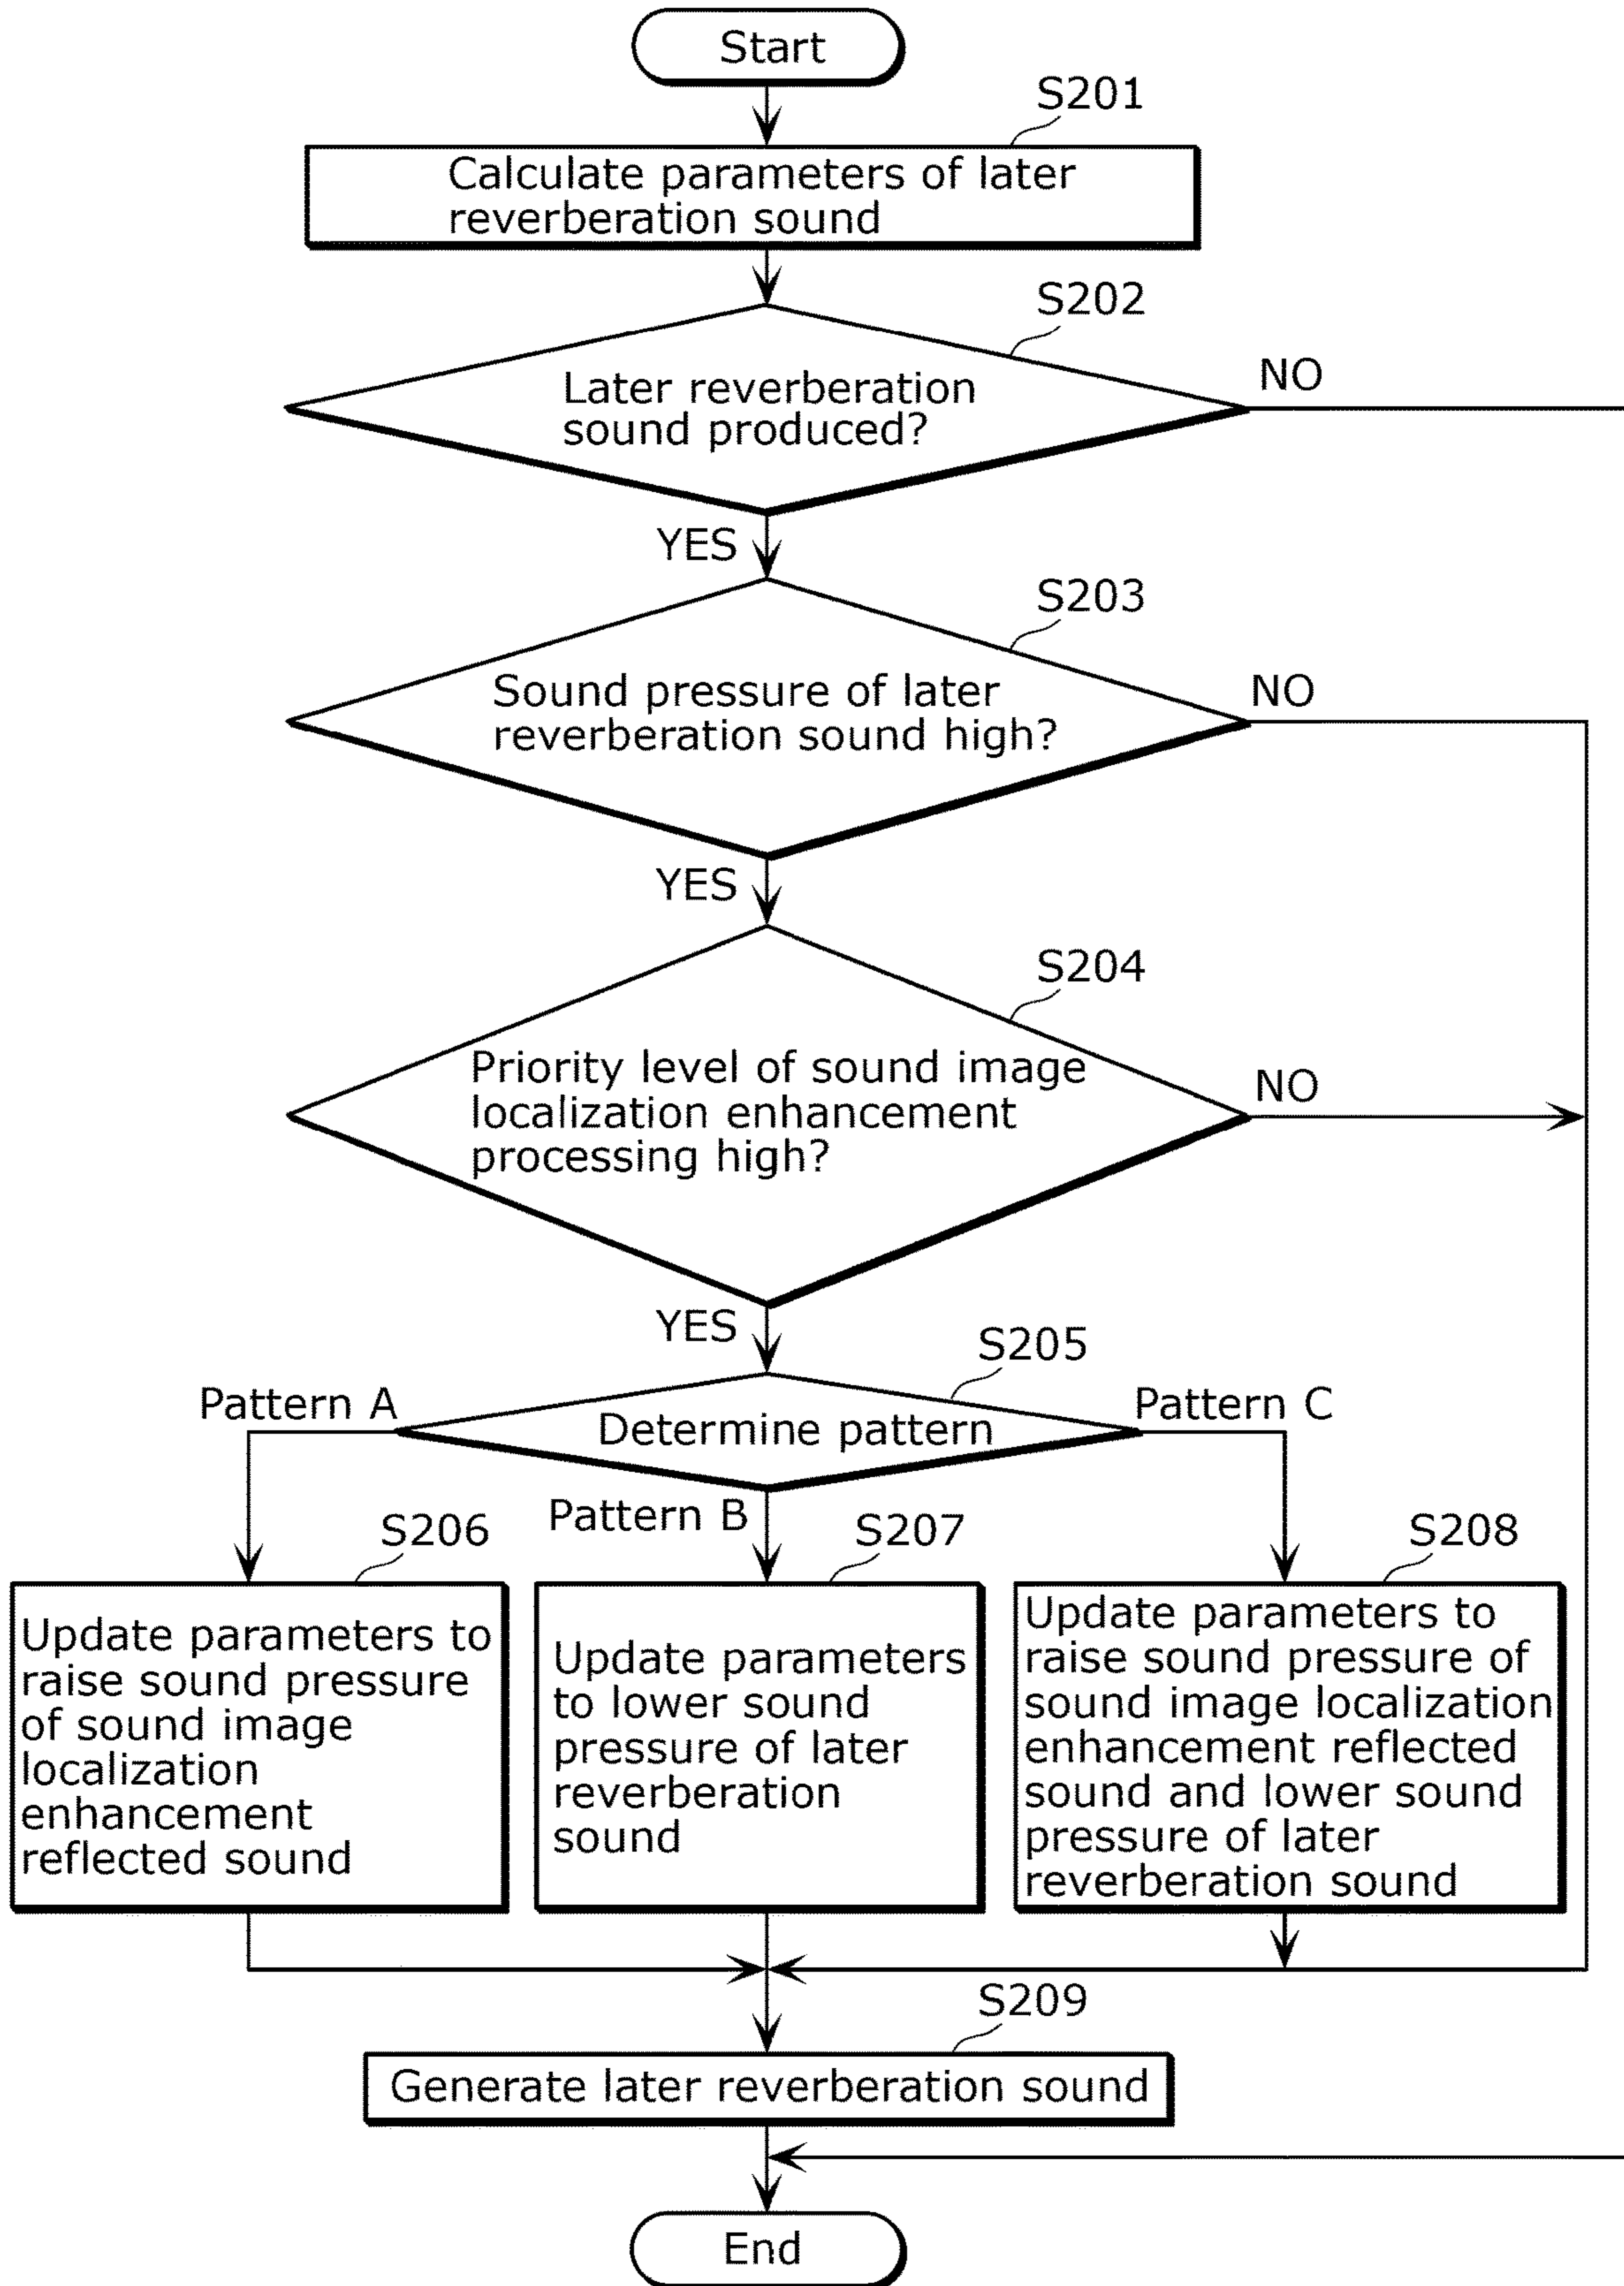 Start
S201
Calculate parameters of later
reverberation sound
S202
Later reverberation
sound produced?
NO
YES
S203
Sound pressure of later
reverberation sound high?
NO
YES
S204
Priority level of sound image
localization enhancement
processing high?
NO
YES
S205
Determine pattern
Pattern A
Pattern B
Pattern C
S206
Update parameters to
raise sound pressure
of sound image
localization
enhancement
reflected sound
S207
Update parameters
to lower sound
pressure of later
reverberation
sound
S208
Update parameters to
raise sound pressure of
sound image localization
enhancement reflected
sound and lower sound
pressure of later
reverberation sound
S209
Generate later reverberation sound
End